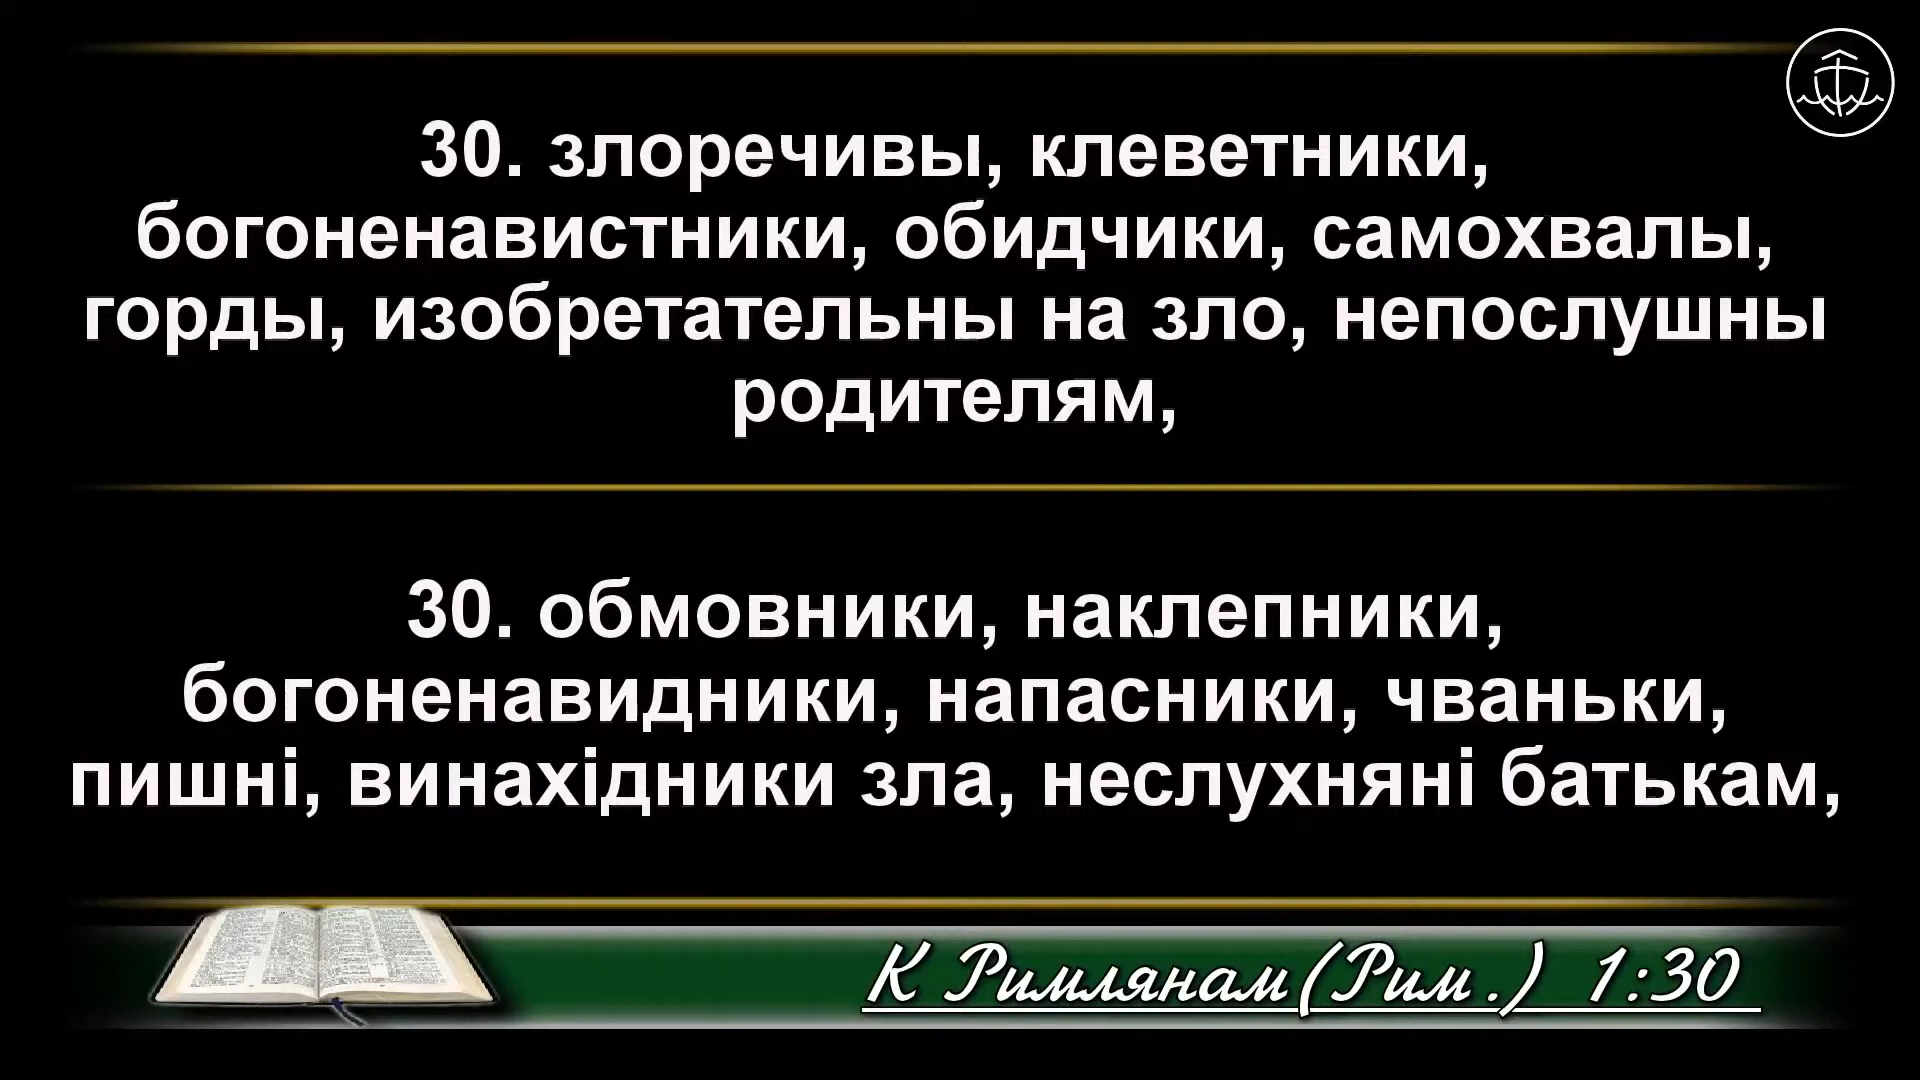 30. злоречивы, клеветники,
богоненавистники, обидчики, самохвалы,
горды, изобретательны на зло, непослушны
родителям,
30. обмовники, наклепники,
богоненавидники, напасники, чваньки,
пишні, винахідники зла, неслухняні батькам,
К Римлянам(Рим.) 1:30